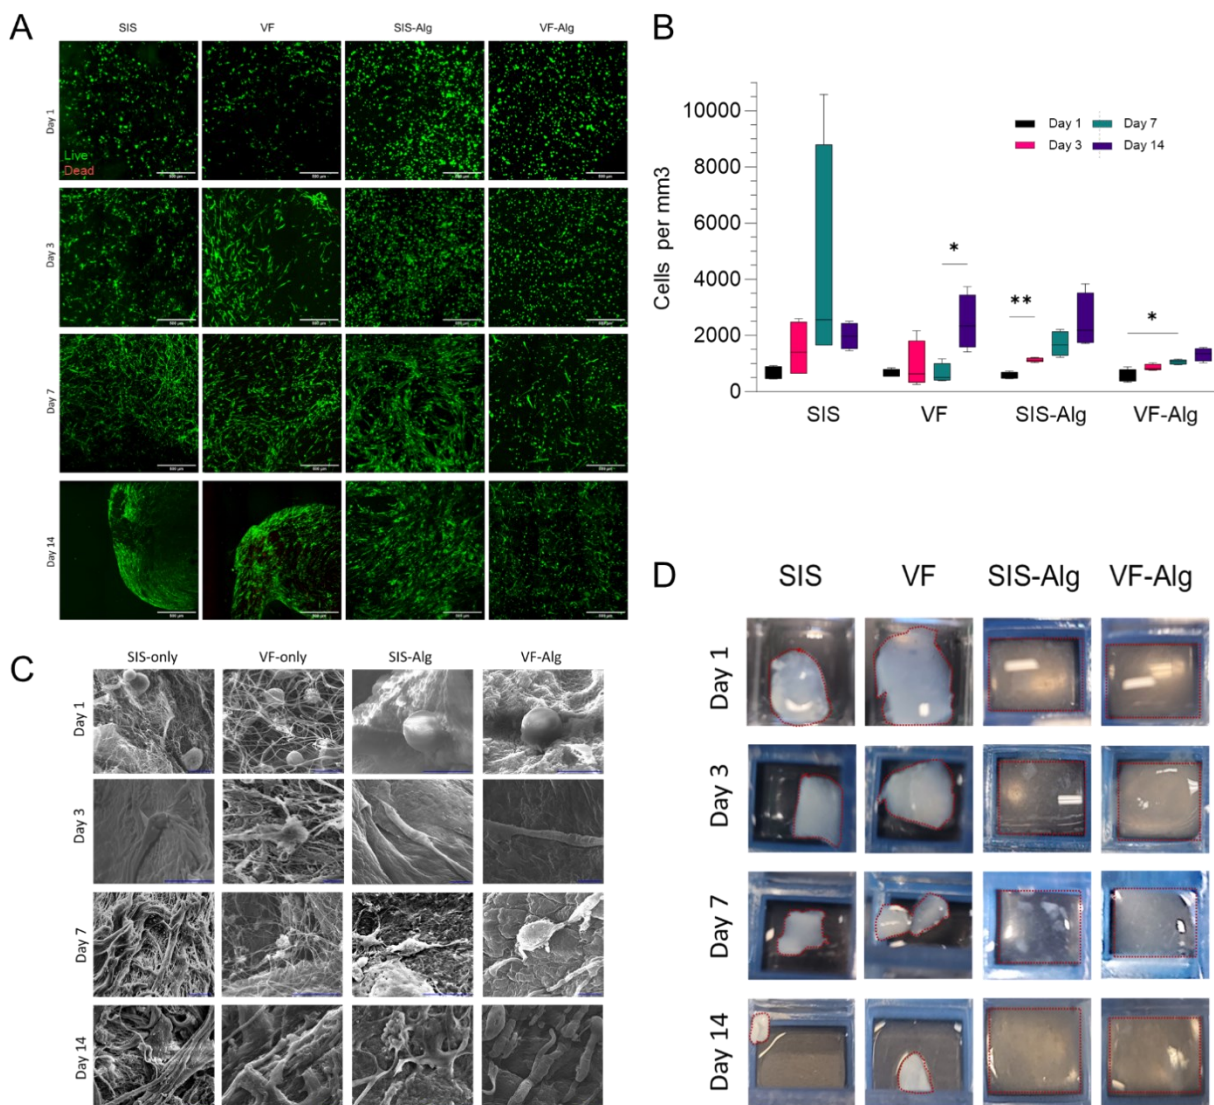 A
SIS VF SIS-Alg VF-Alg
Day 1
Live
Dead
Day 3
Day 7
Day 14
B
Cells per mm3
10000
8000
6000
4000
2000
0
Day 1 Day 7
Day 3 Day 14
*
**
*
SIS VF SIS-Alg VF-Alg
C
SIS-only VF-only SIS-Alg VF-Alg
Day 1
Day 3
Day 7
Day 14
D
SIS VF SIS-Alg VF-Alg
Day 1
Day 3
Day 7
Day 14